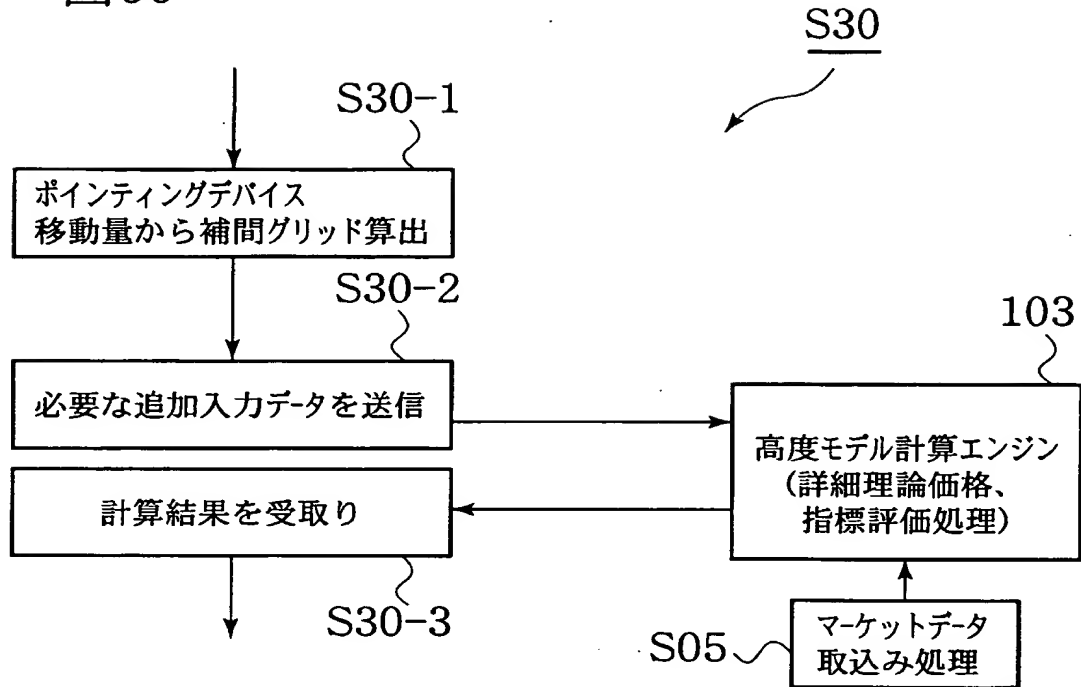 S30
S30-1
ポインティングデバイス
移動量から補間グリッド算出
S30-2
必要な追加入力データを送信
103
高度モデル計算エンジン
(詳細理論価格、
指標評価処理)
計算結果を受取り
S30-3
S05
マーケットデータ
取込み処理